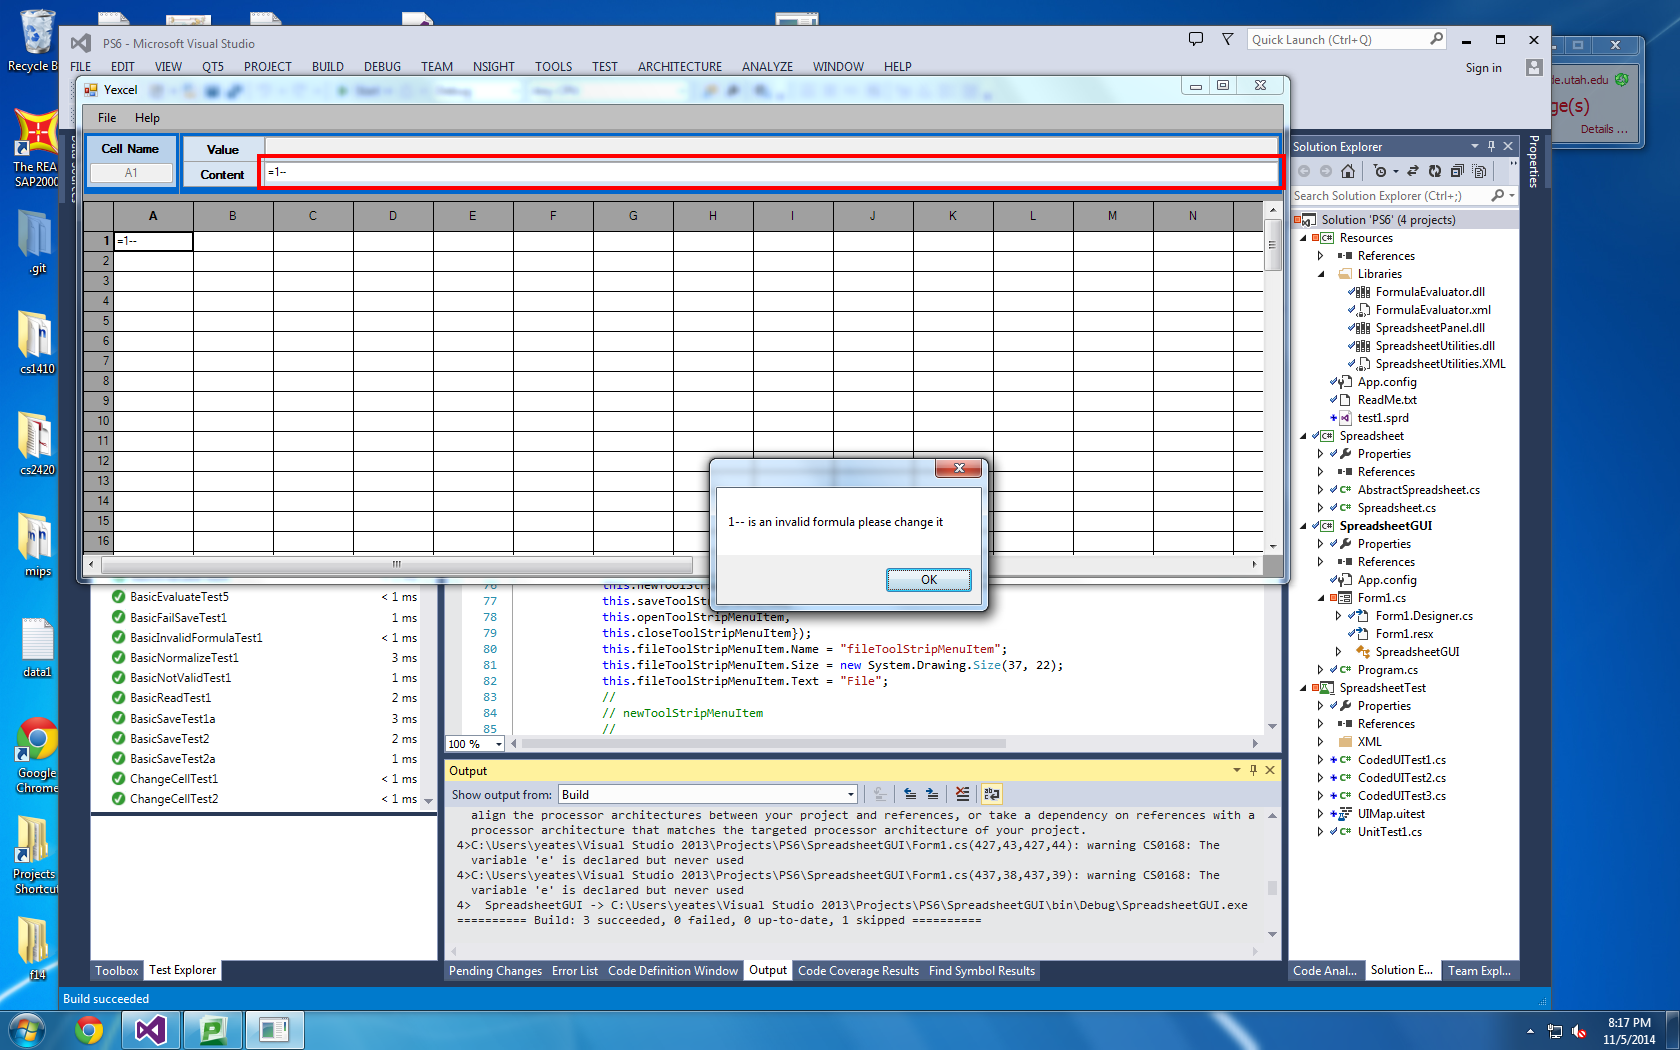 Recycle B
The REA
SAP2000
.git
cs1410
cs2420
mips
data1
Google
Chrome
Projects
Shortcut
f14
PS6 - Microsoft Visual Studio
Quick Launch (Ctrl+Q)
FILE EDIT VIEW QT5 PROJECT BUILD DEBUG TEAM NSIGHT TOOLS TEST ARCHITECTURE ANALYZE WINDOW HELP
Sign in
de.utah.edu
ge(s)
Details ...
Yexcel
File Help
Cell Name
A1
Value
Content =1--
A B C D E F G H I J K L M N
1 =1--
2
3
4
5
6
7
8
9
10
11
12
13
14
15
16
1-- is an invalid formula please change it
OK
BasicEvaluateTest5 < 1 ms
BasicFailSaveTest1 < 1 ms
BasicInvalidFormulaTest1 < 1 ms
BasicNormalizeTest1 3 ms
BasicNotValidTest1 1 ms
BasicReadTest1 2 ms
BasicSaveTest1a 3 ms
BasicSaveTest2 2 ms
BasicSaveTest2a 1 ms
ChangeCellTest1 < 1 ms
ChangeCellTest2 < 1 ms
Toolbox Test Explorer
77 this.saveToolS
78 this.openToolStripMenuItem,
79 this.closeToolStripMenuItem});
80 this.fileToolStripMenuItem.Name = "fileToolStripMenuItem";
81 this.fileToolStripMenuItem.Size = new System.Drawing.Size(37, 22);
82 this.fileToolStripMenuItem.Text = "File";
83 //
84 // newToolStripMenuItem
85 //
100 %
Output
Show output from: Build
align the processor architectures between your project and references, or take a dependency on references with a
processor architecture that matches the targeted processor architecture of your project.
4>C:\Users\yeates\Visual Studio 2013\Projects\PS6\SpreadsheetGUI\Form1.cs(427,43,427,44): warning CS0168: The
variable 'e' is declared but never used
4>C:\Users\yeates\Visual Studio 2013\Projects\PS6\SpreadsheetGUI\Form1.cs(437,38,437,39): warning CS0168: The
variable 'e' is declared but never used
4> SpreadsheetGUI -> C:\Users\yeates\Visual Studio 2013\Projects\PS6\SpreadsheetGUI\bin\Debug\SpreadsheetGUI.exe
========== Build: 3 succeeded, 0 failed, 0 up-to-date, 1 skipped ==========
Pending Changes Error List Code Definition Window Output Code Coverage Results Find Symbol Results
Solution Explorer
Properties
Search Solution Explorer (Ctrl+;)
Solution 'PS6' (4 projects)
Resources
References
Libraries
FormulaEvaluator.dll
FormulaEvaluator.xml
SpreadsheetPanel.dll
SpreadsheetUtilities.dll
SpreadsheetUtilities.XML
App.config
ReadMe.txt
test1.sprd
Spreadsheet
Properties
References
AbstractSpreadsheet.cs
Spreadsheet.cs
SpreadsheetGUI
Properties
References
App.config
Form1.cs
Form1.Designer.cs
Form1.resx
SpreadsheetGUI
Program.cs
SpreadsheetTest
Properties
References
XML
CodedUITest1.cs
CodedUITest2.cs
CodedUITest3.cs
UIMap.uitest
UnitTest1.cs
Code Anal... Solution E... Team Expl...
Build succeeded
8:17 PM
11/5/2014